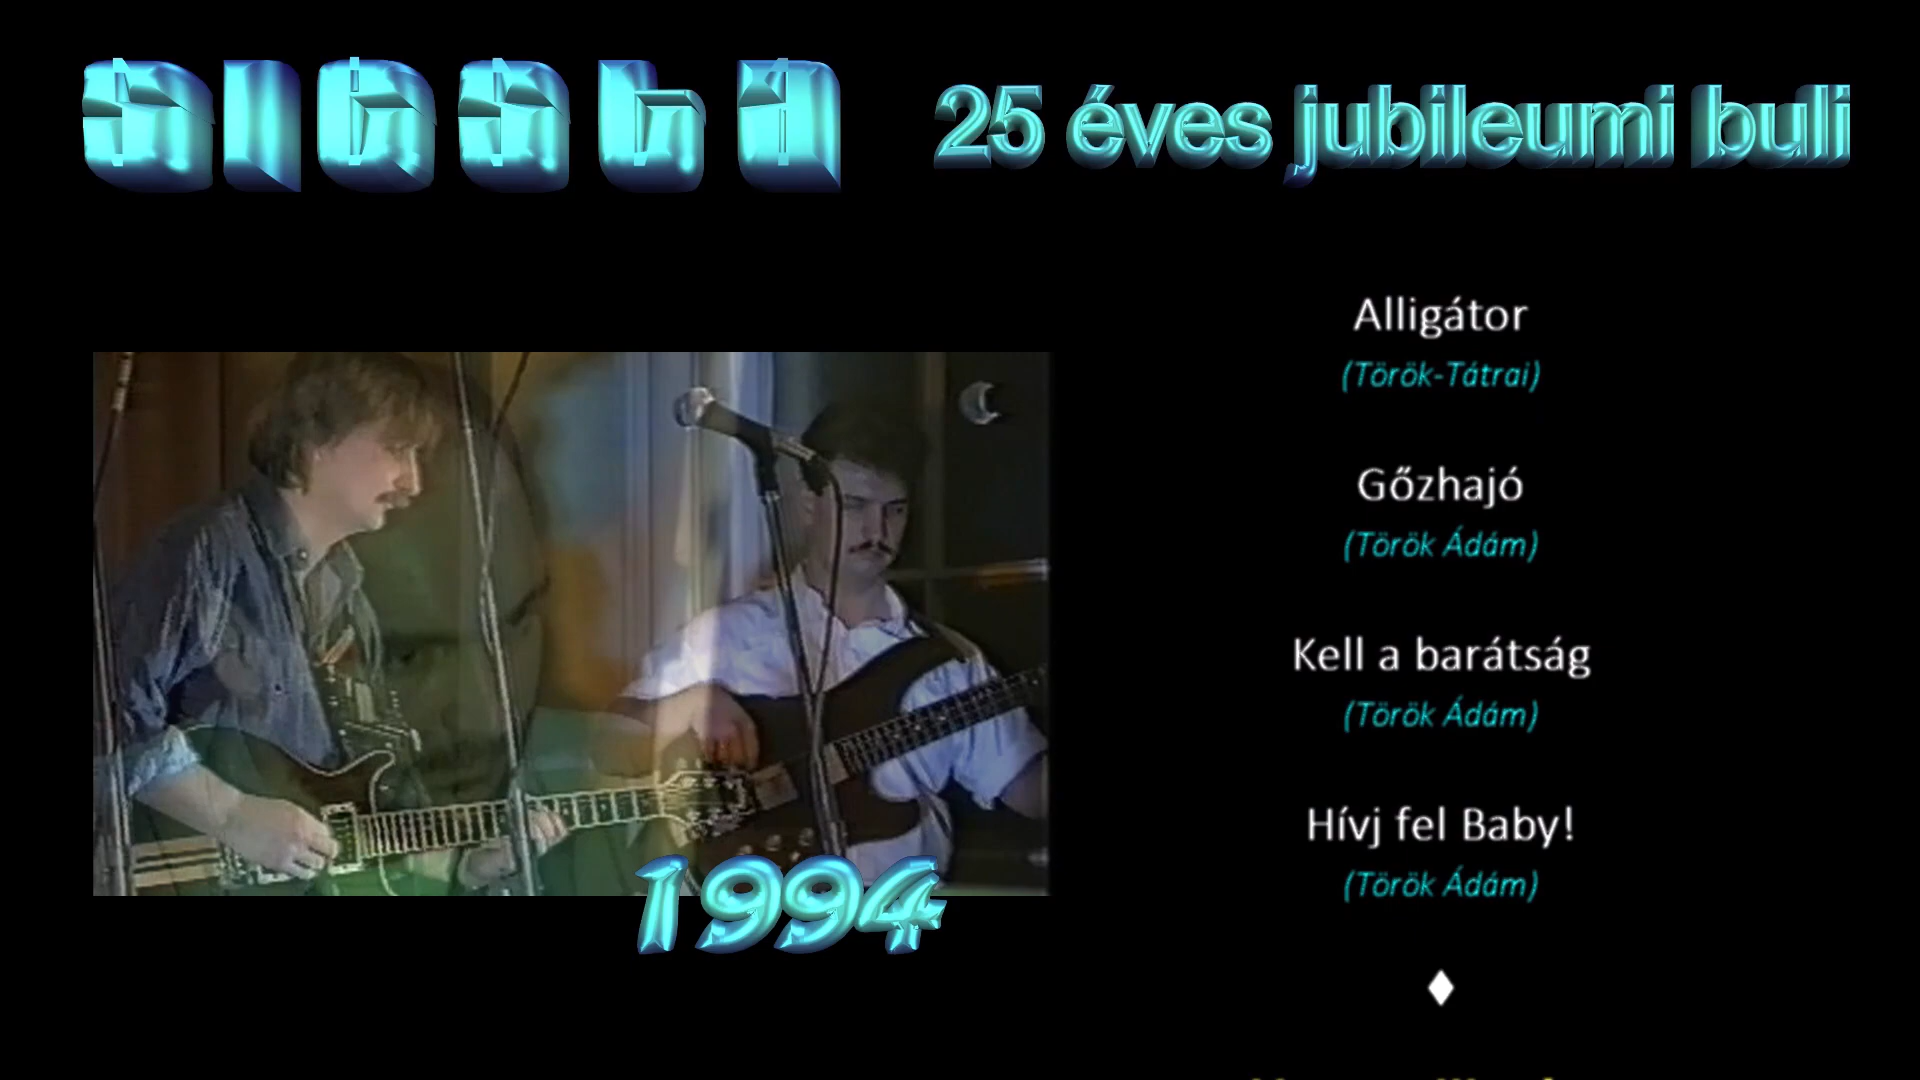 SIESTA
25 éves jubileumi buli
Alligátor
(Török-Tátrai)
Gőzhajó
(Török Ádám)
Kell a barátság
(Török Ádám)
Hívj fel Baby!
(Török Ádám)
1994